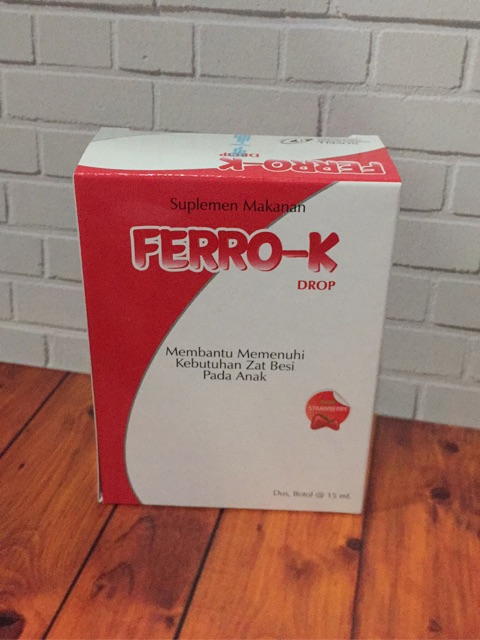 FERRO-K
DROP
Suplemen Makanan
FERRO-K
DROP
Membantu Memenuhi
Kebutuhan Zat Besi
Pada Anak
STRAWBERRY
Dus, Botol @ 15 ml